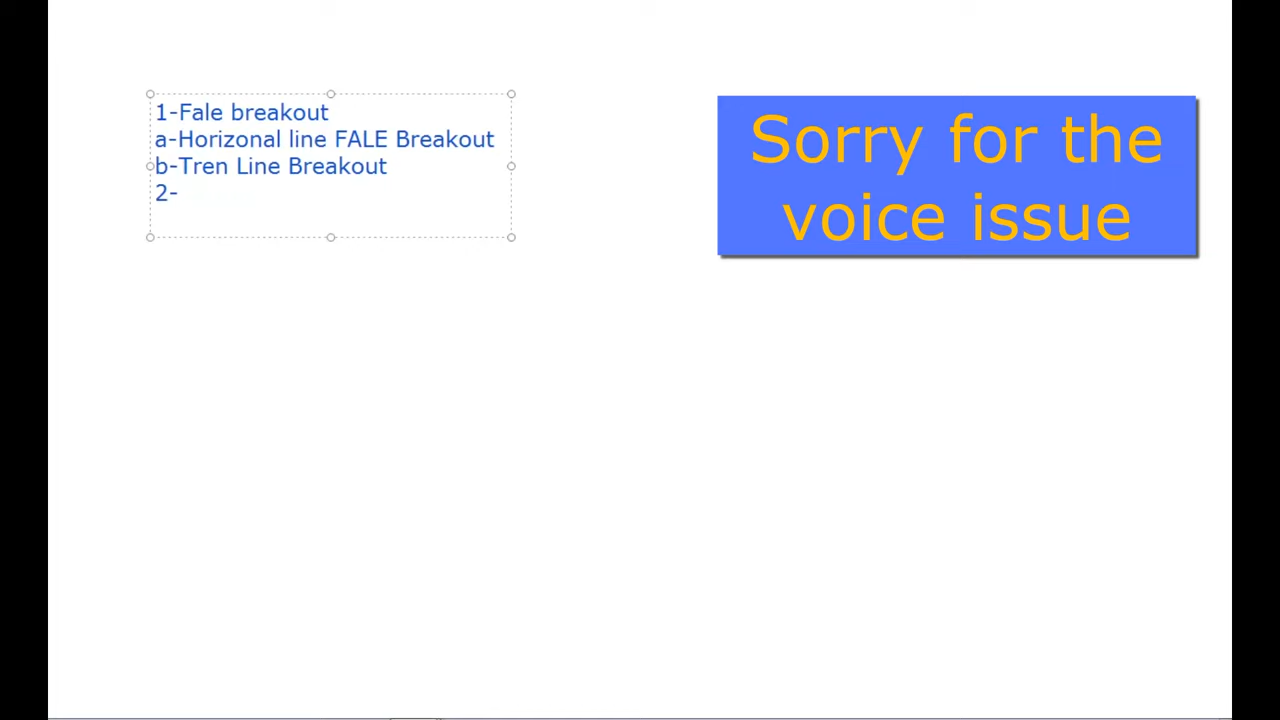 1-Fale breakout
a-Horizonal line FALE Breakout
b-Tren Line Breakout
2-
Sorry for the
voice issue